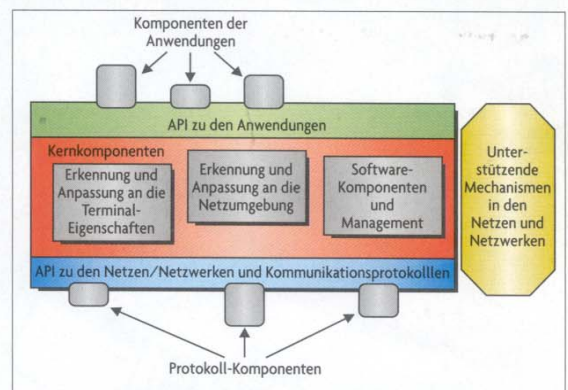 Komponenten der
Anwendungen
API zu den Anwendungen
Kernkomponenten
Erkennung und
Anpassung an die
Terminal-
Eigenschaften
Erkennung und
Anpassung an die
Netzumgebung
Software-
Komponenten
und
Management
Unter-
stützende
Mechanismen
in den
Netzen und
Netzwerken
API zu den Netzen/Netzwerken und Kommunikationsprotokolllen
Protokoll-Komponenten